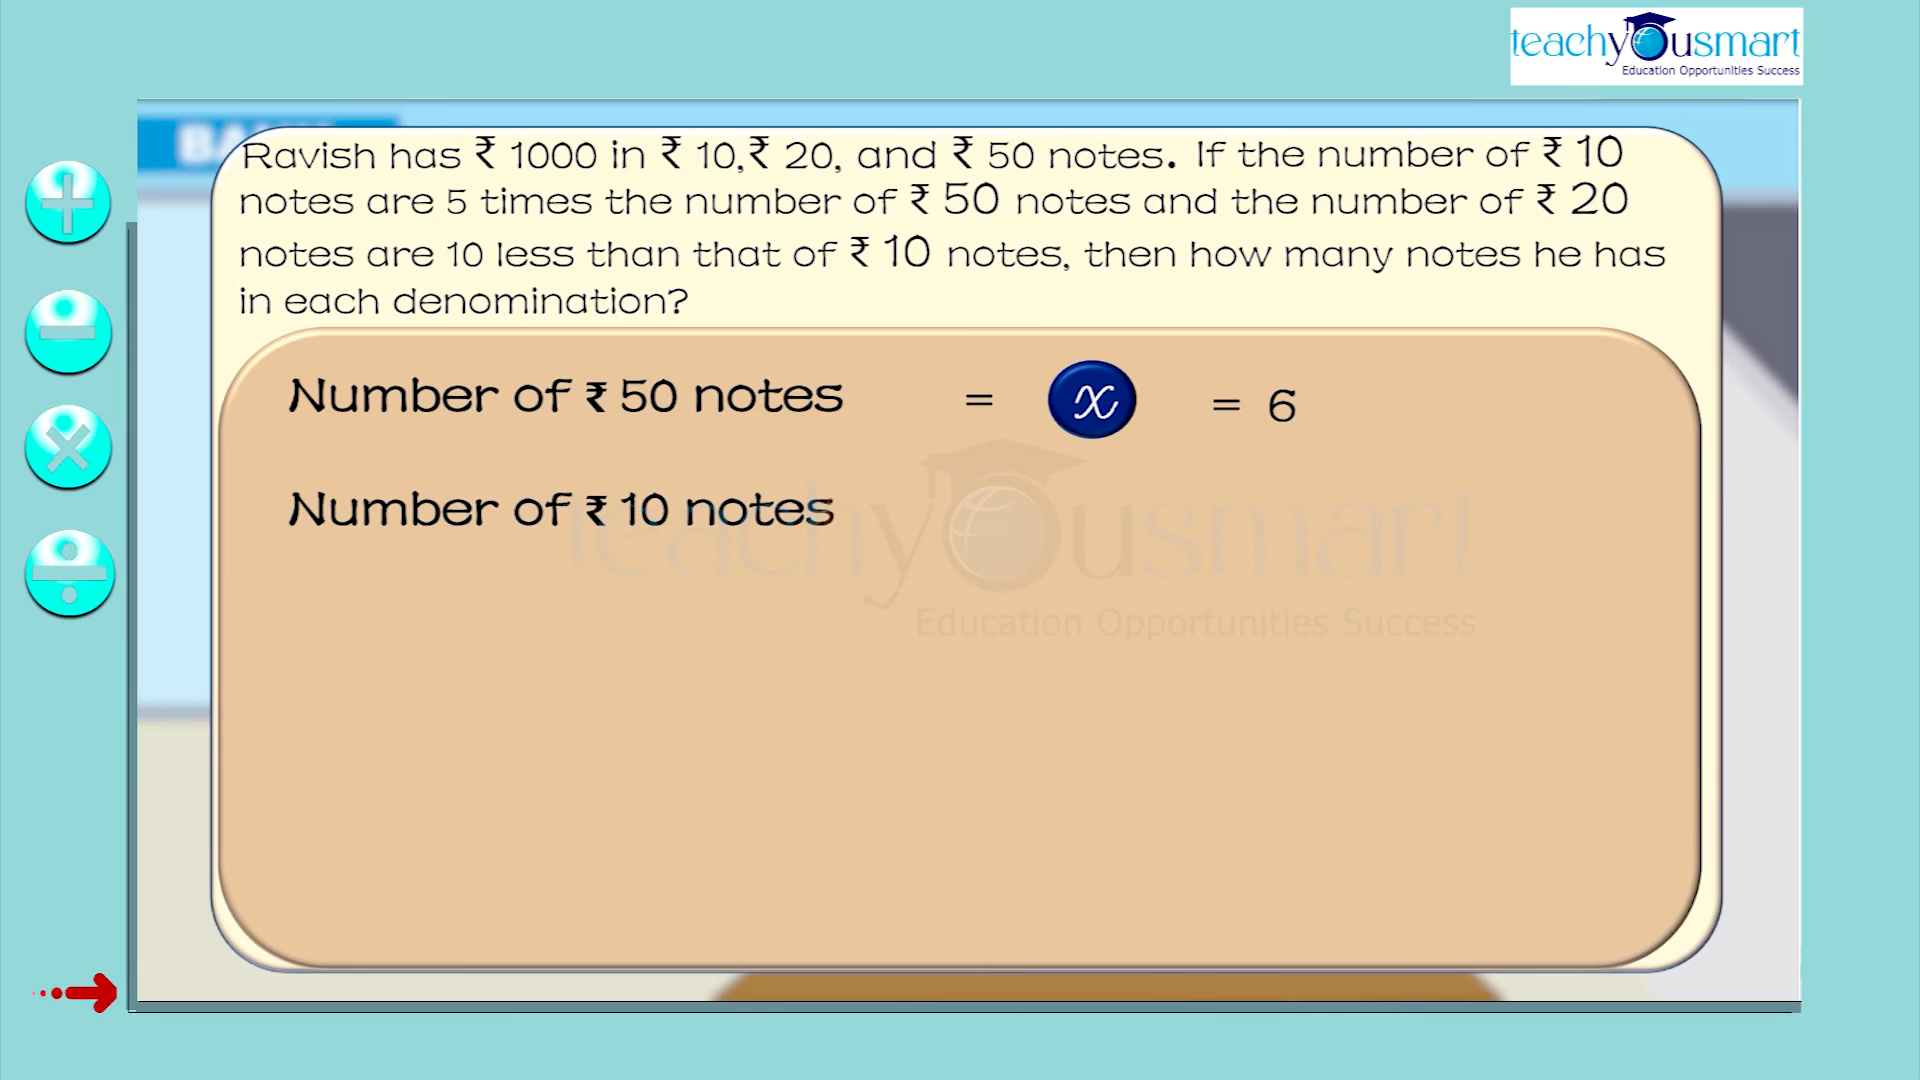 teachyousmart
Education Opportunities Success
Ravish has ₹ 1000 in ₹ 10,₹ 20, and ₹ 50 notes. If the number of ₹ 10
notes are 5 times the number of ₹ 50 notes and the number of ₹ 20
notes are 10 less than that of ₹ 10 notes, then how many notes he has
in each denomination?
Number of ₹ 50 notes = x = 6
Number of ₹ 10 notes
teachyousmart
Education Opportunities Success